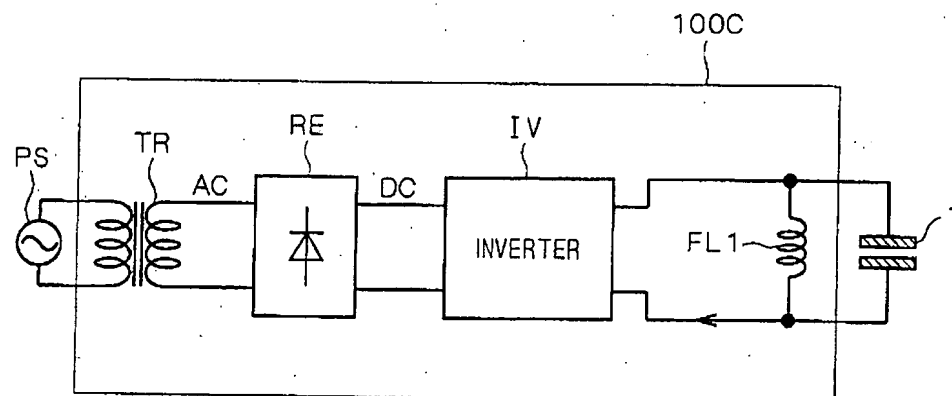 100C
PS
TR
AC
RE
DC
IV
INVERTER
FL1